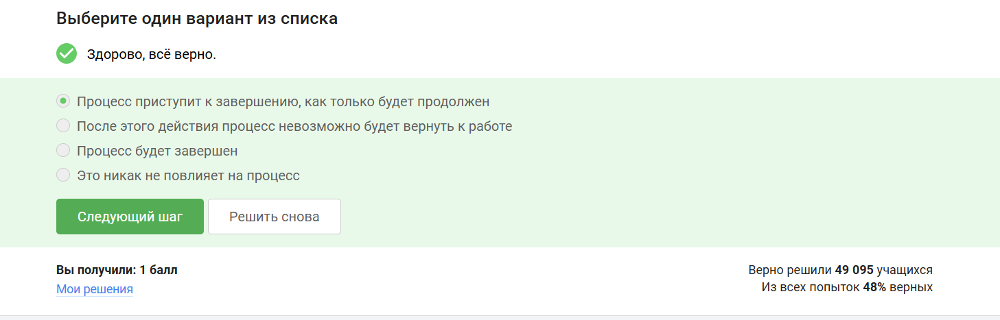 Выберите один вариант из списка
Здорово, всё верно.
Процесс приступит к завершению, как только будет продолжен
После этого действия процесс невозможно будет вернуть к работе
Процесс будет завершен
Это никак не повлияет на процесс
Следующий шаг
Решить снова
Вы получили: 1 балл
Верно решили 49 095 учащихся
Мои решения
Из всех попыток 48% верных